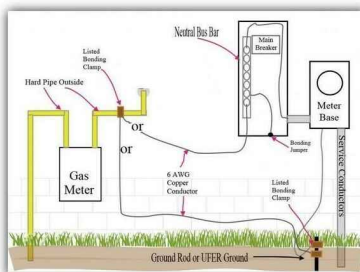 Neutral Bus Bar
Main
Breaker
Listed
Bonding
Clamp
Hard Pipe Outside
or
or
Meter
Base
Bonding
Jumper
Gas
Meter
6 AWG
Copper
Conductor
Listed
Bonding
Clamp
Service Conductors
Ground Rod or UFER Ground